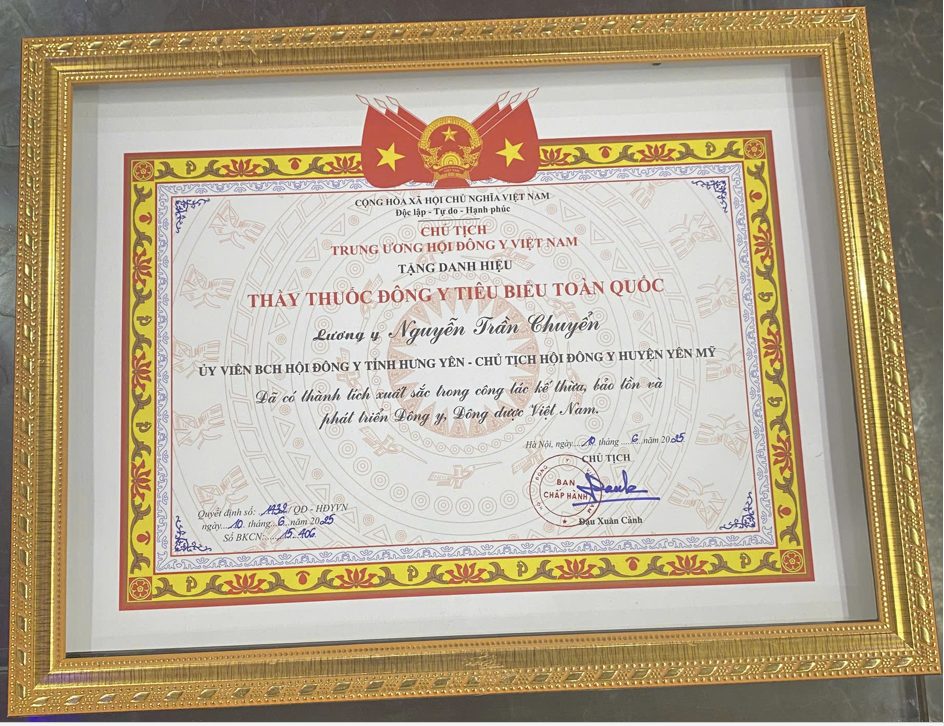 CỘNG HÒA XÃ HỘI CHỦ NGHĨA VIỆT NAM
Độc lập - Tự do - Hạnh phúc
CHỦ TỊCH
TRUNG ƯƠNG HỘI ĐÔNG Y VIỆT NAM
TẶNG DANH HIỆU
THẦY THUỐC ĐÔNG Y TIÊU BIỂU TOÀN QUỐC
Lương y Nguyễn Trần Chuyển
ỦY VIÊN BCH HỘI ĐÔNG Y TỈNH HƯNG YÊN - CHỦ TỊCH HỘI ĐÔNG Y HUYỆN YÊN MỸ
Đã có thành tích xuất sắc trong công tác kế thừa, bảo tồn và
phát triển Đông y, Đông dược Việt Nam.
Hà Nội, ngày....10. tháng ....6..năm 2025
CHỦ TỊCH
BAN
CHẤP HÀNH
Đậu Xuân Cảnh
Quyết định số: /QĐ - HĐYVN
ngày...10. tháng..6...năm 2025
Số BKCN:......15.406.